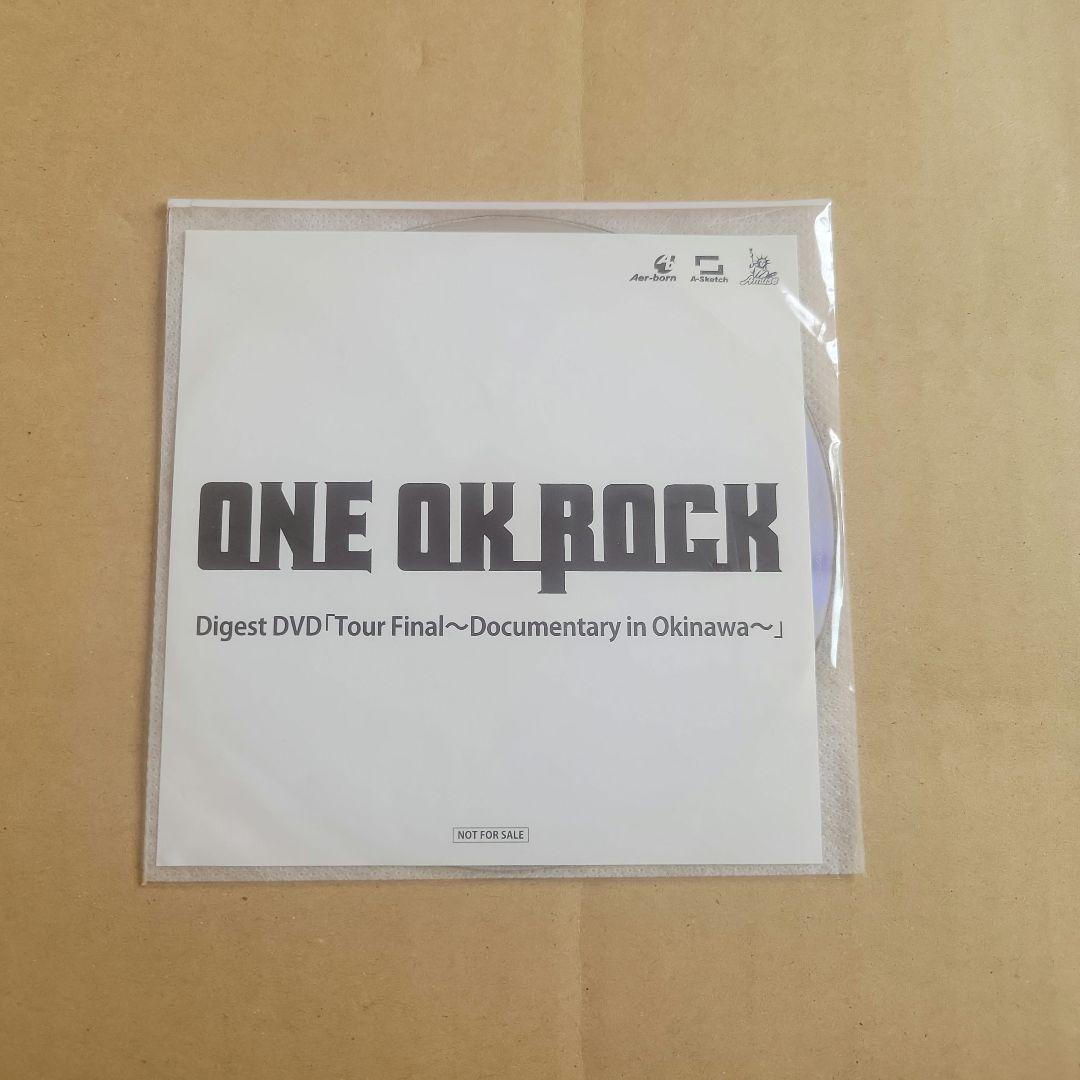 Aer-born A-Sketch Amuse
ONE OK ROCK
Digest DVD「Tour Final〜Documentary in Okinawa〜」
NOT FOR SALE